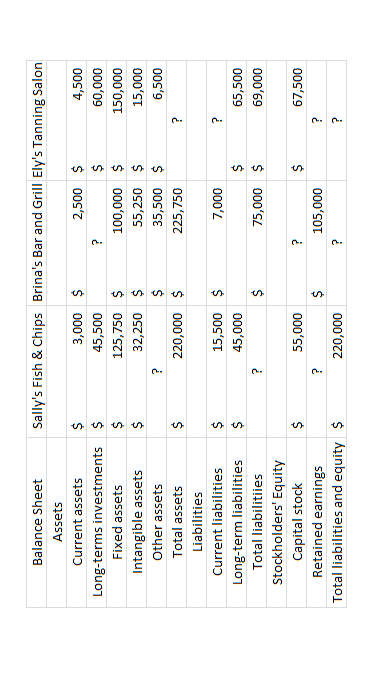 Balance Sheet Sally's Fish & Chips Brina's Bar and Grill Ely's Tanning Salon
Assets
Current assets $ 3,000 $ 2,500 $ 4,500
Long-terms investments $ 45,500 ? $ 60,000
Fixed assets $ 125,750 $ 100,000 $ 150,000
Intangible assets $ 32,250 $ 55,250 $ 15,000
Other assets ? $ 35,500 $ 6,500
Total assets $ 220,000 $ 225,750 ?
Liabilities
Current liabilities $ 15,500 $ 7,000 ?
Long-term liabilities $ 45,000 $ 65,500
Total liabilitiies ? $ 75,000 $ 69,000
Stockholders' Equity
Capital stock $ 55,000 ? $ 67,500
Retained earnings ? $ 105,000 ?
Total liabiliities and equity $ 220,000 ? ?